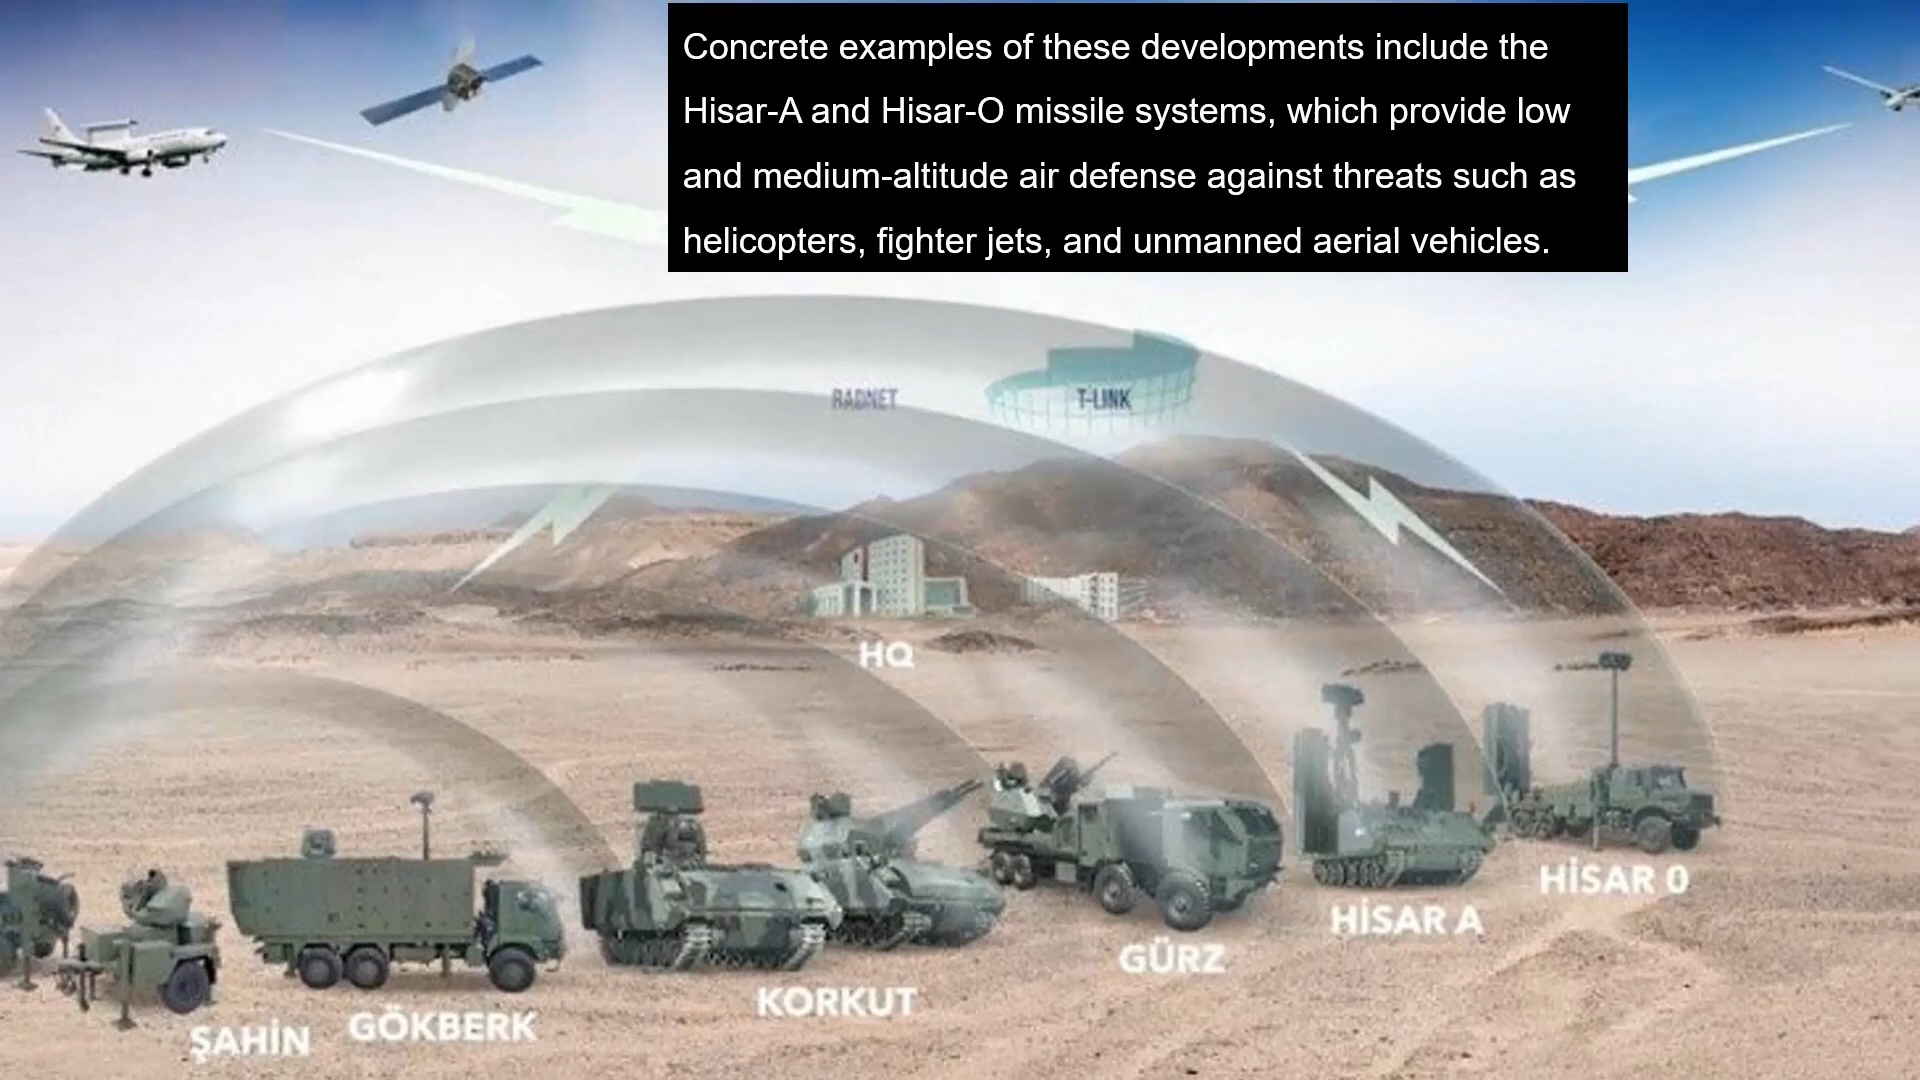 Concrete examples of these developments include the
Hisar-A and Hisar-O missile systems, which provide low
and medium-altitude air defense against threats such as
helicopters, fighter jets, and unmanned aerial vehicles.
RADNET
T-LINK
HQ
HİSAR O
HİSAR A
GÜRZ
KORKUT
GÖKBERK
ŞAHİN